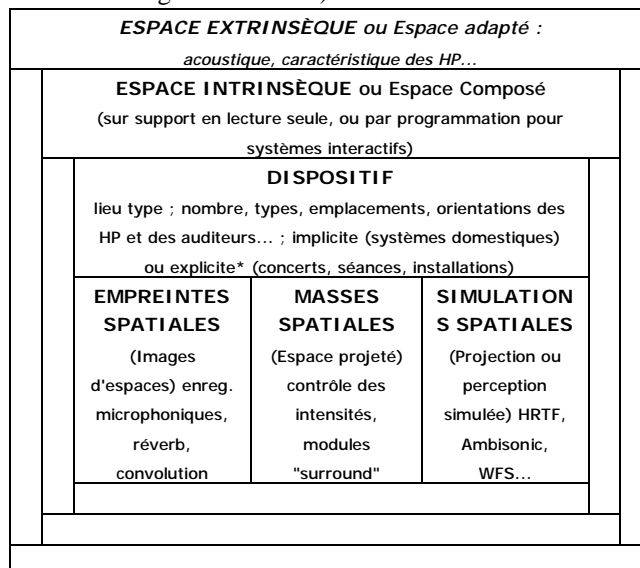 ESPACE EXTRINSÈQUE ou Espace adapté :
acoustique, caractéristique des HP...
ESPACE INTRINSÈQUE ou Espace Composé
(sur support en lecture seule, ou par programmation pour
systèmes interactifs)
DISPOSITIF
lieu type ; nombre, types, emplacements, orientations des
HP et des auditeurs... ; implicite (systèmes domestiques)
ou explicite* (concerts, séances, installations)
EMPREINTES
SPATIALES
(Images
d'espaces) enreg.
microphoniques,
réverb,
convolution
MASSES
SPATIALES
(Espace projeté)
contrôle des
intensités,
modules
"surround"
SIMULATION
S SPATIALES
(Projection ou
perception
simulée) HRTF,
Ambisonic,
WFS...